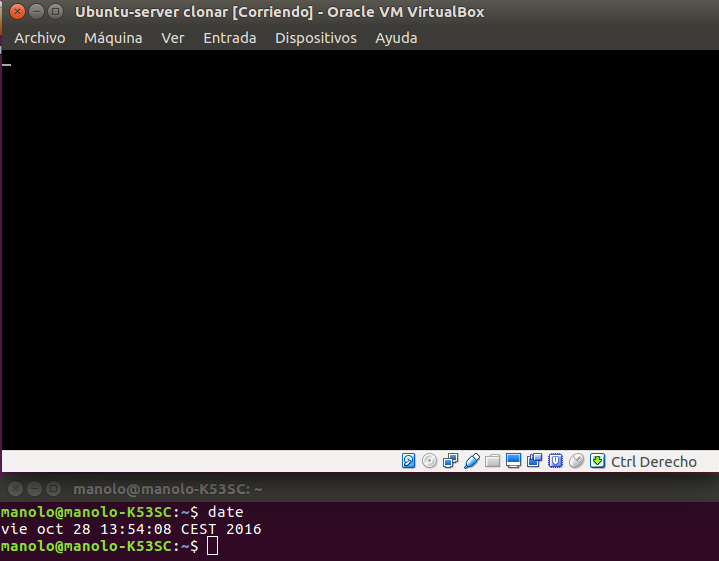 Ubuntu-server clonar [Corriendo] - Oracle VM VirtualBox
Archivo Máquina Ver Entrada Dispositivos Ayuda
Ctrl Derecho
manolo@manolo-K53SC: ~
manolo@manolo-K53SC:~$ date
vie oct 28 13:54:08 CEST 2016
manolo@manolo-K53SC:~$